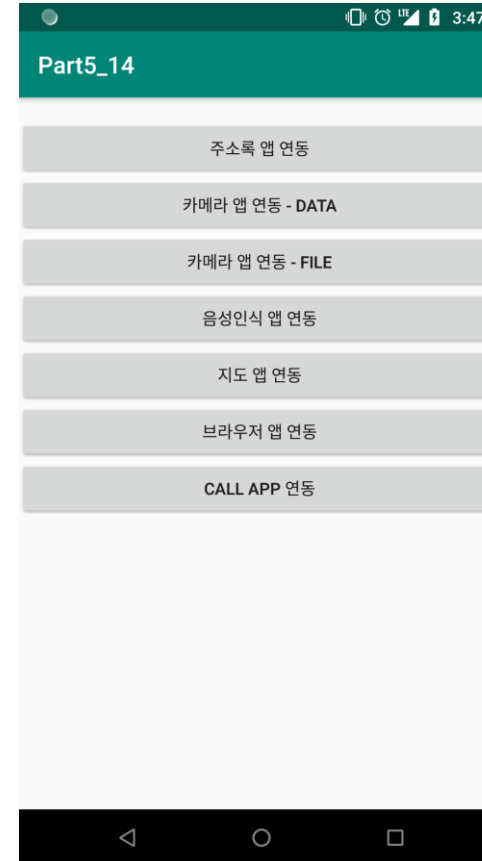 LTE 3:47
Part5_14
주소록 앱 연동
카메라 앱 연동 - DATA
카메라 앱 연동 - FILE
음성인식 앱 연동
지도 앱 연동
브라우저 앱 연동
CALL APP 연동